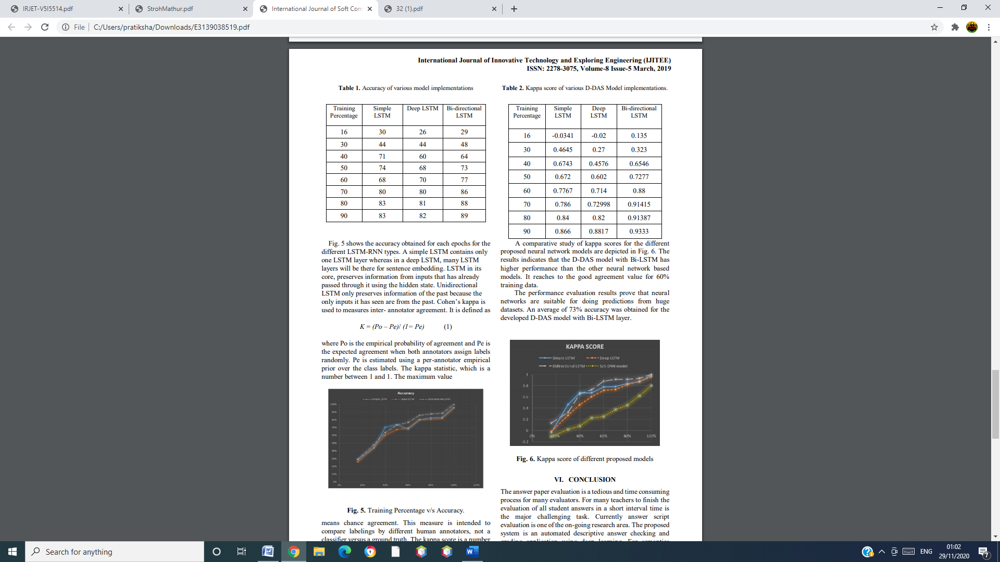 IRJET-V5I5514.pdf
StrohMathur.pdf
International Journal of Soft Com
32 (1).pdf
File
C:/Users/pratiksha/Downloads/E3139038519.pdf
International Journal of Innovative Technology and Exploring Engineering (IJITEE)
ISSN: 2278-3075, Volume-8 Issue-5 March, 2019
Table 1. Accuracy of various model implementations
Training Percentage Simple LSTM Deep LSTM Bi-directional LSTM
16 30 26 29
30 44 44 48
40 71 60 64
50 74 68 73
60 68 70 77
70 80 80 86
80 83 81 88
90 83 82 89
Fig. 5 shows the accuracy obtained for each epochs for the
different LSTM-RNN types. A simple LSTM contains only
one LSTM layer whereas in a deep LSTM, many LSTM
layers will be there for sentence embedding. LSTM in its
core, preserves information from inputs that has already
passed through it using the hidden state. Unidirectional
LSTM only preserves information of the past because the
only inputs it has seen are from the past. Cohen's kappa is
used to measures inter- annotator agreement. It is defined as
K = (Po – Pe)/ (1= Pe) (1)
where Po is the empirical probability of agreement and Pe is
the expected agreement when both annotators assign labels
randomly. Pe is estimated using a per-annotator empirical
prior over the class labels. The kappa statistic, which is a
number between 1 and 1. The maximum value
Accuracy
Simple LSTM Deep LSTM Bidirectional LSTM
100%
90%
80%
70%
60%
50%
40%
30%
20%
10%
0%
0% 20% 40% 60% 80% 100% 120%
Fig. 5. Training Percentage v/s Accuracy.
means chance agreement. This measure is intended to
compare labelings by different human annotators, not a
classifier versus a ground truth. The kappa score is a number
Table 2. Kappa score of various D-DAS Model implementations.
Training Percentage Simple LSTM Deep LSTM Bi-directional LSTM
16 -0.0341 -0.02 0.135
30 0.4645 0.27 0.323
40 0.6743 0.4576 0.6546
50 0.672 0.602 0.7277
60 0.7767 0.714 0.88
70 0.786 0.72998 0.91415
80 0.84 0.82 0.91387
90 0.866 0.8817 0.9333
A comparative study of kappa scores for the different
proposed neural network models are depicted in Fig. 6. The
results indicates that the D-DAS model with Bi-LSTM has
higher performance than the other neural network based
models. It reaches to the good agreement value for 60%
training data.
The performance evaluation results prove that neural
networks are suitable for doing predictions from huge
datasets. An average of 73% accuracy was obtained for the
developed D-DAS model with Bi-LSTM layer.
KAPPA SCORE
Simple LSTM Deep LSTM
Bidirectional LSTM S2S-DNN model
1
0.8
0.6
0.4
0.2
0
-0.2
0% 20% 40% 60% 80% 100%
Fig. 6. Kappa score of different proposed models
VI. CONCLUSION
The answer paper evaluation is a tedious and time consuming
process for many evaluators. For many teachers to finish the
evaluation of all student answers in a short interval time is
the major challenging task. Currently answer script
evaluation is one of the on-going research area. The proposed
system is an automated descriptive answer checking and
grading application using deep learning. For semantics
Search for anything
ENG
01:02
29/11/2020
7